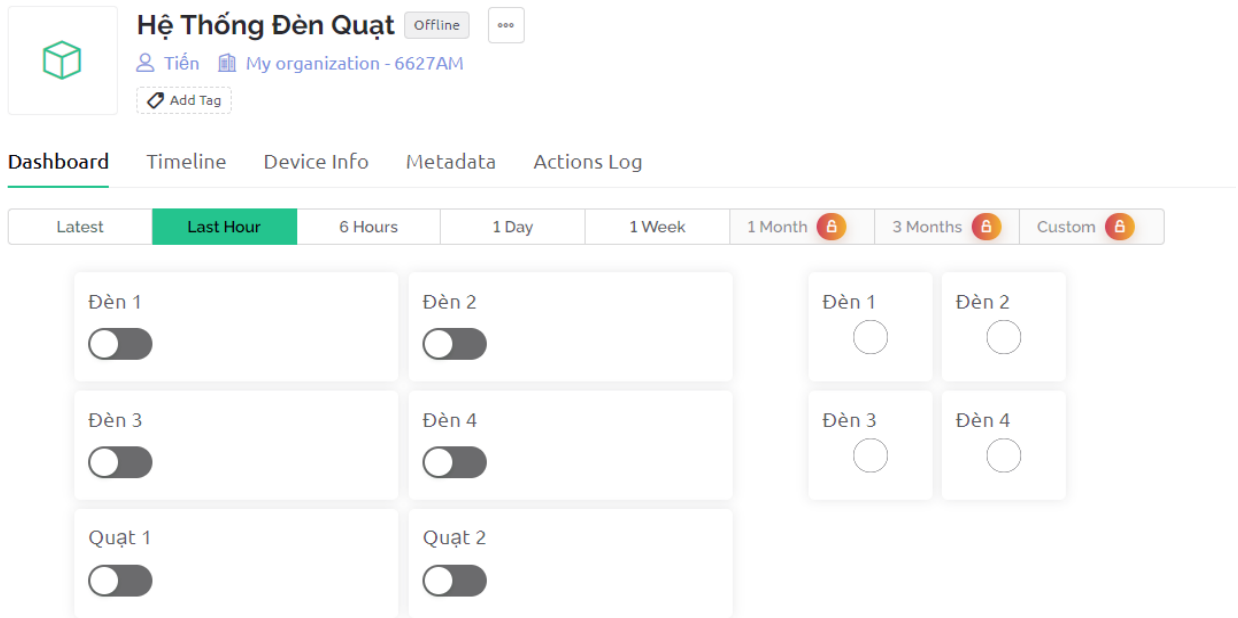 Hệ Thống Đèn Quạt Offline
Tiến My organization - 6627AM
Add Tag
Dashboard Timeline Device Info Metadata Actions Log
Latest Last Hour 6 Hours 1 Day 1 Week 1 Month 3 Months Custom
Đèn 1 Đèn 2 Đèn 1 Đèn 2
Đèn 3 Đèn 4 Đèn 3 Đèn 4
Quạt 1 Quạt 2